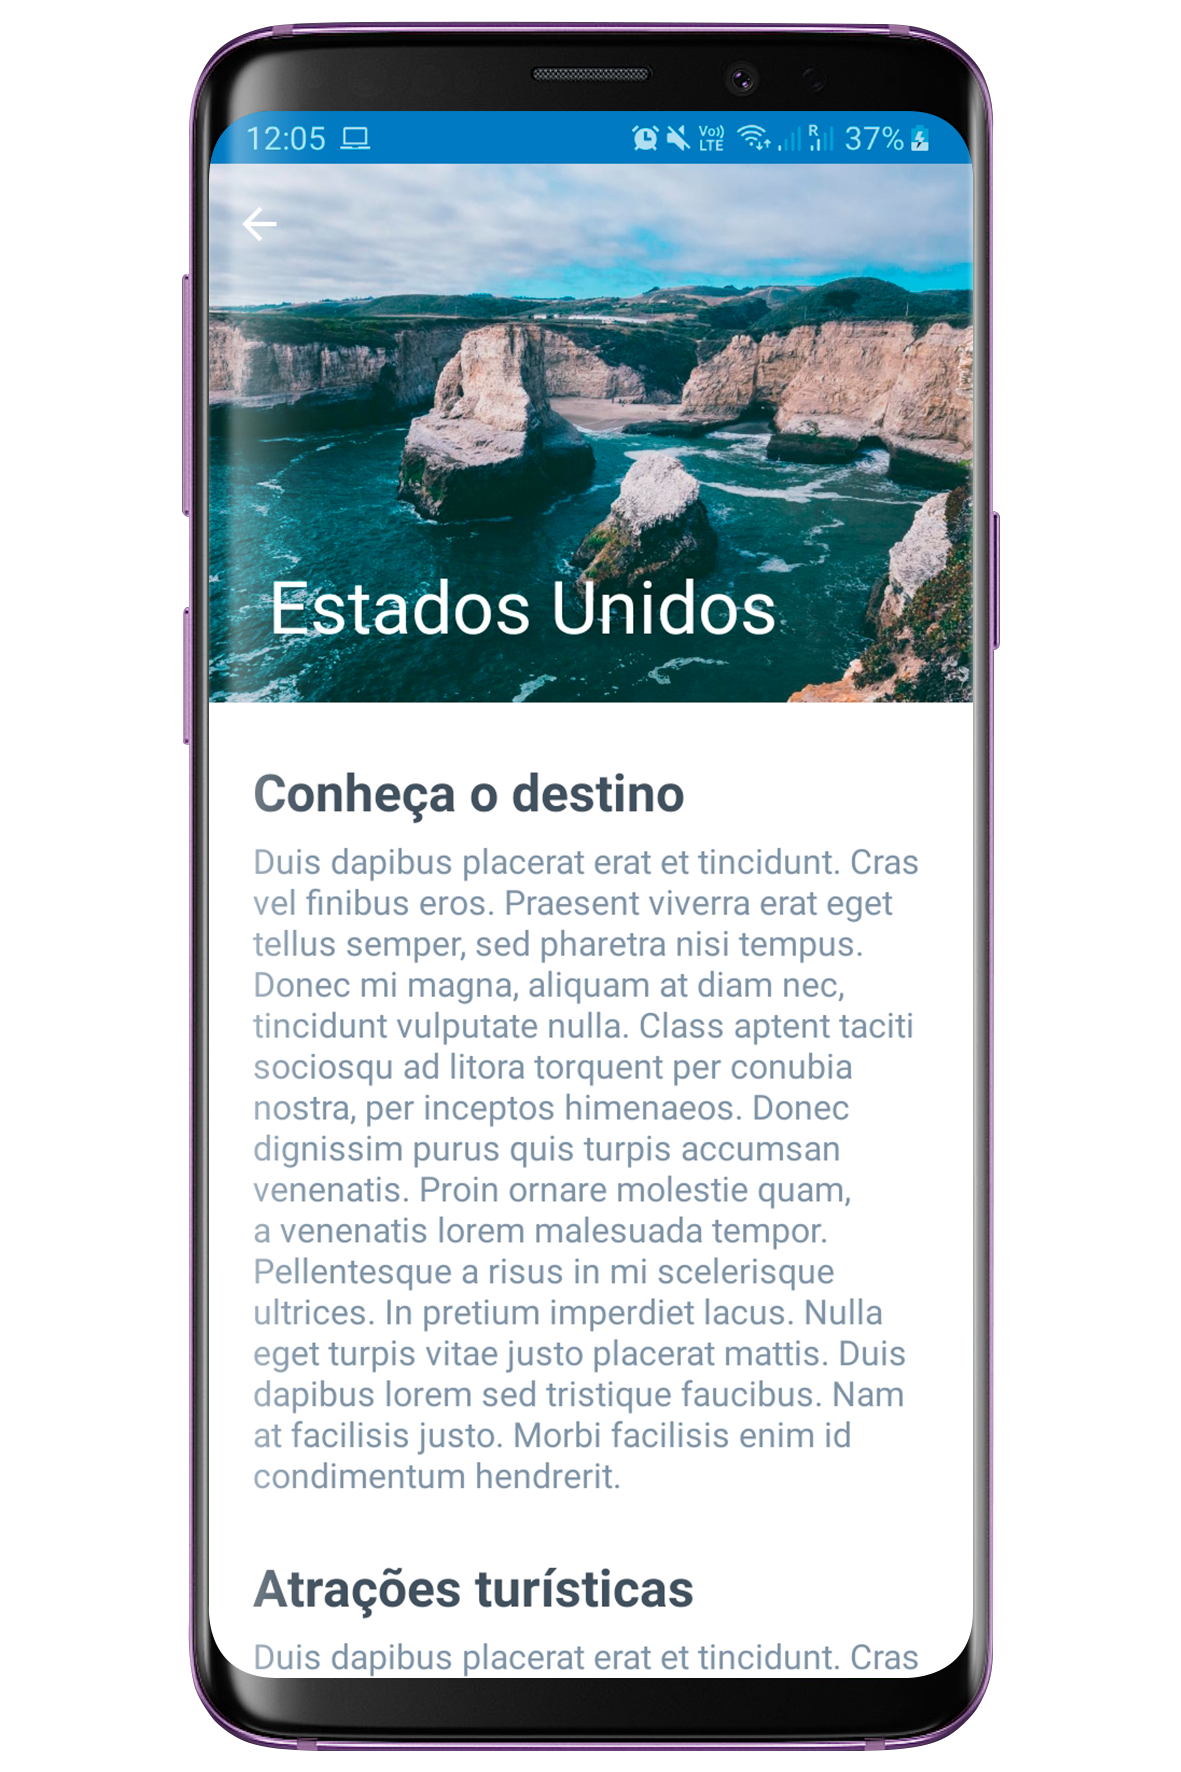 12:05
Vo)) R 37%
LTE
Estados Unidos
Conheça o destino
Duis dapibus placerat erat et tincidunt. Cras
vel finibus eros. Praesent viverra erat eget
tellus semper, sed pharetra nisi tempus.
Donec mi magna, aliquam at diam nec,
tincidunt vulputate nulla. Class aptent taciti
sociosqu ad litora torquent per conubia
nostra, per inceptos himenaeos. Donec
dignissim purus quis turpis accumsan
venenatis. Proin ornare molestie quam,
a venenatis lorem malesuada tempor.
Pellentesque a risus in mi scelerisque
ultrices. In pretium imperdiet lacus. Nulla
eget turpis vitae justo placerat mattis. Duis
dapibus lorem sed tristique faucibus. Nam
at facilisis justo. Morbi facilisis enim id
condimentum hendrerit.
Atrações turísticas
Duis dapibus placerat erat et tincidunt. Cras